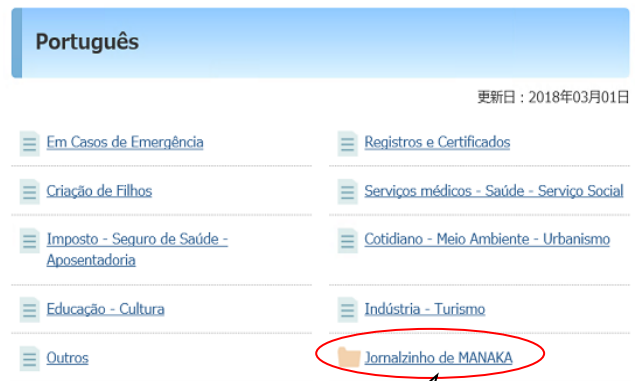 Português
更新日：2018年03月01日
Em Casos de Emergência
Registros e Certificados
Criação de Filhos
Serviços médicos - Saúde - Serviço Social
Imposto - Seguro de Saúde -
Aposentadoria
Cotidiano - Meio Ambiente - Urbanismo
Educação - Cultura
Indústria - Turismo
Outros
Jornalzinho de MANAKA